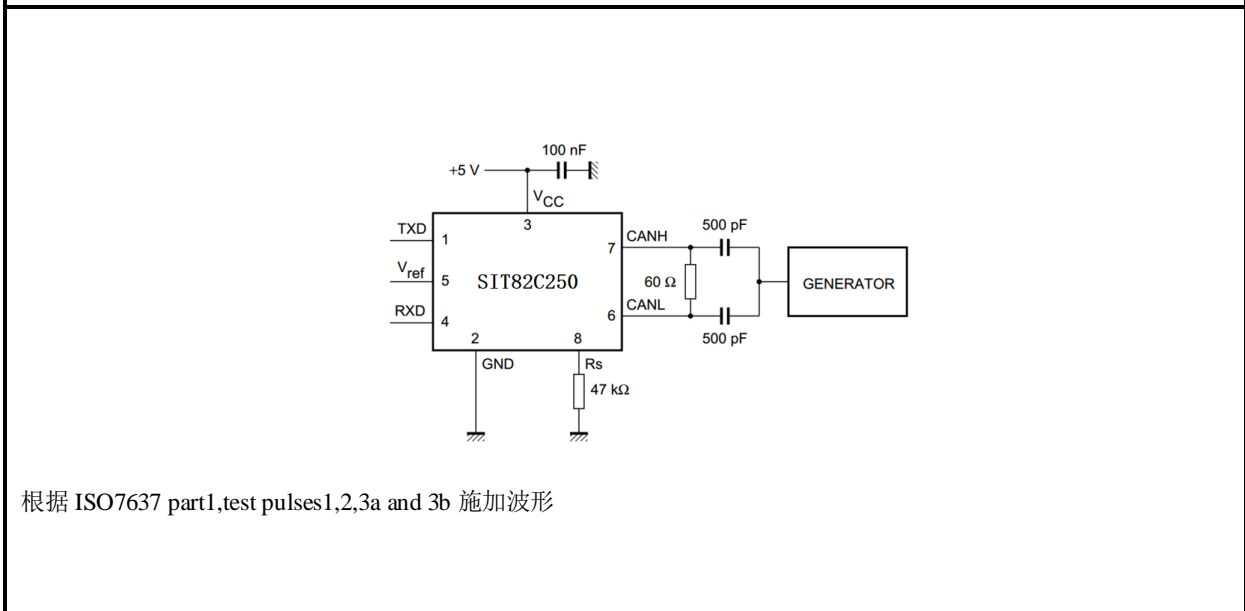 100 nF
+5 V
VCC
3
TXD
1
Vref
5
RXD
4
SIT82C250
7
CANH
500 pF
60 Ω
GENERATOR
6
CANL
500 pF
2
8
GND
Rs
47 kΩ
根据 ISO7637 part1,test pulses1,2,3a and 3b 施加波形